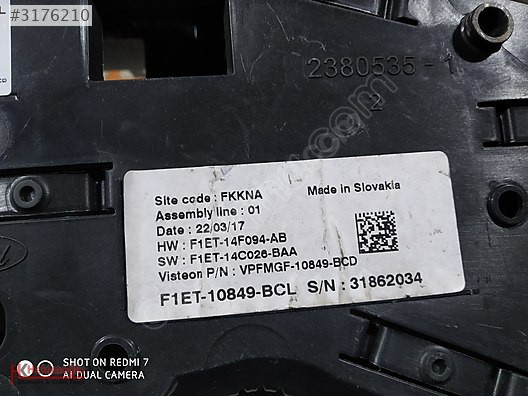 #3176210
2380535-1
2
Site code : FKKNA
Made in Slovakia
Assembly line : 01
Date : 22/03/17
HW : F1ET-14F094-AB
SW : F1ET-14C026-BAA
Visteon P/N : VPFMGF-10849-BCD
F1ET-10849-BCL S/N : 31862034
SHOT ON REDMI 7
AI DUAL CAMERA